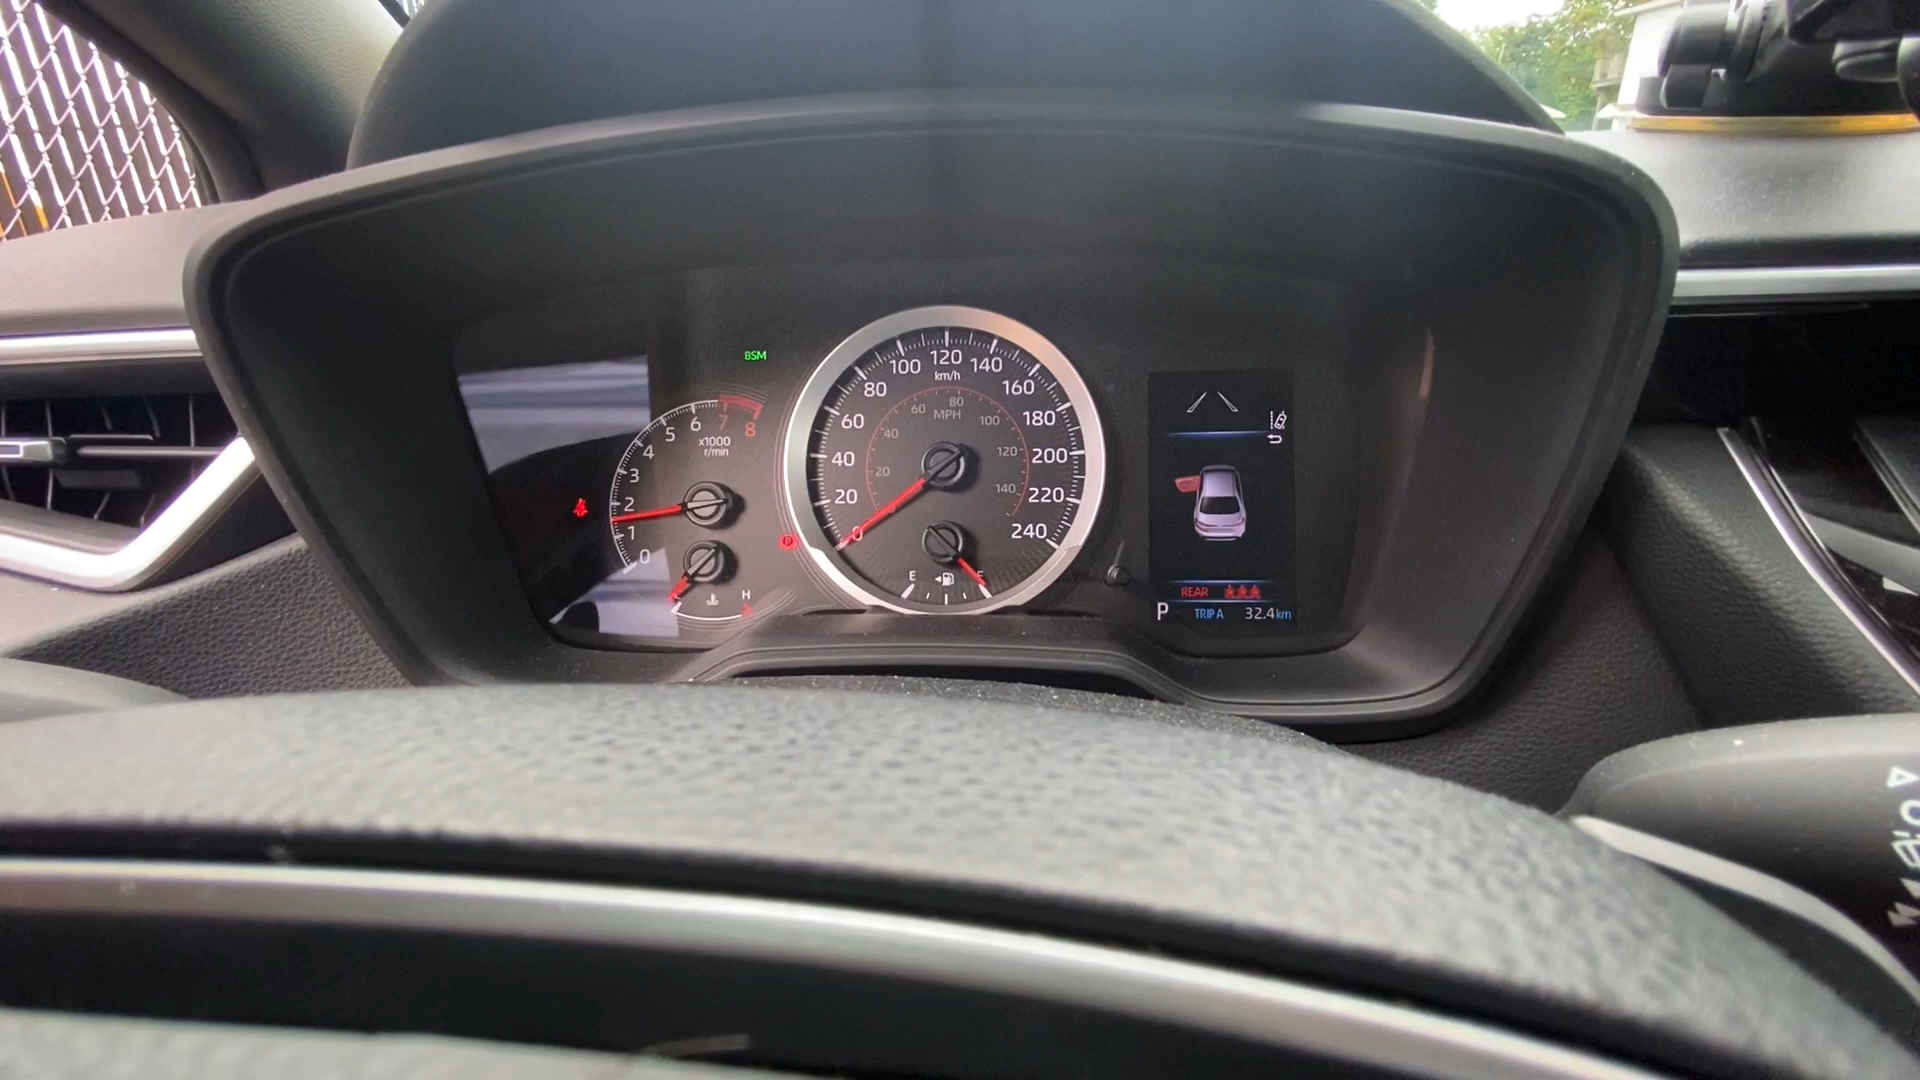 BSM
0 1 2 3 4 5 6 7 8
x1000
r/min
H
0 20 40 60 80 100 120 140 160 180 200 220 240
km/h
MPH
20 40 60 80 100 120 140
E
REAR
P TRIP A 32.4km